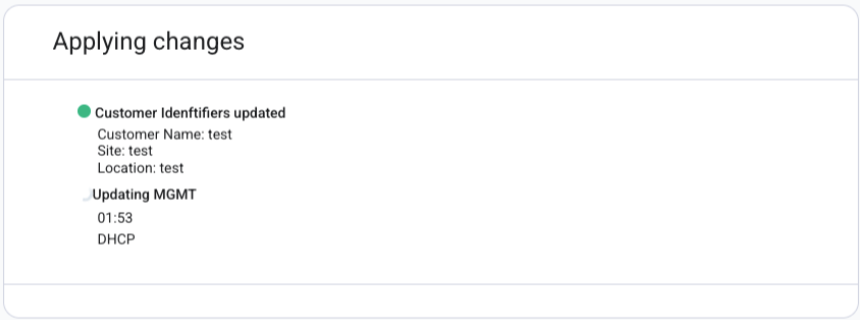 Applying changes
Customer Idenftifiers updated
Customer Name: test
Site: test
Location: test
Updating MGMT
01:53
DHCP